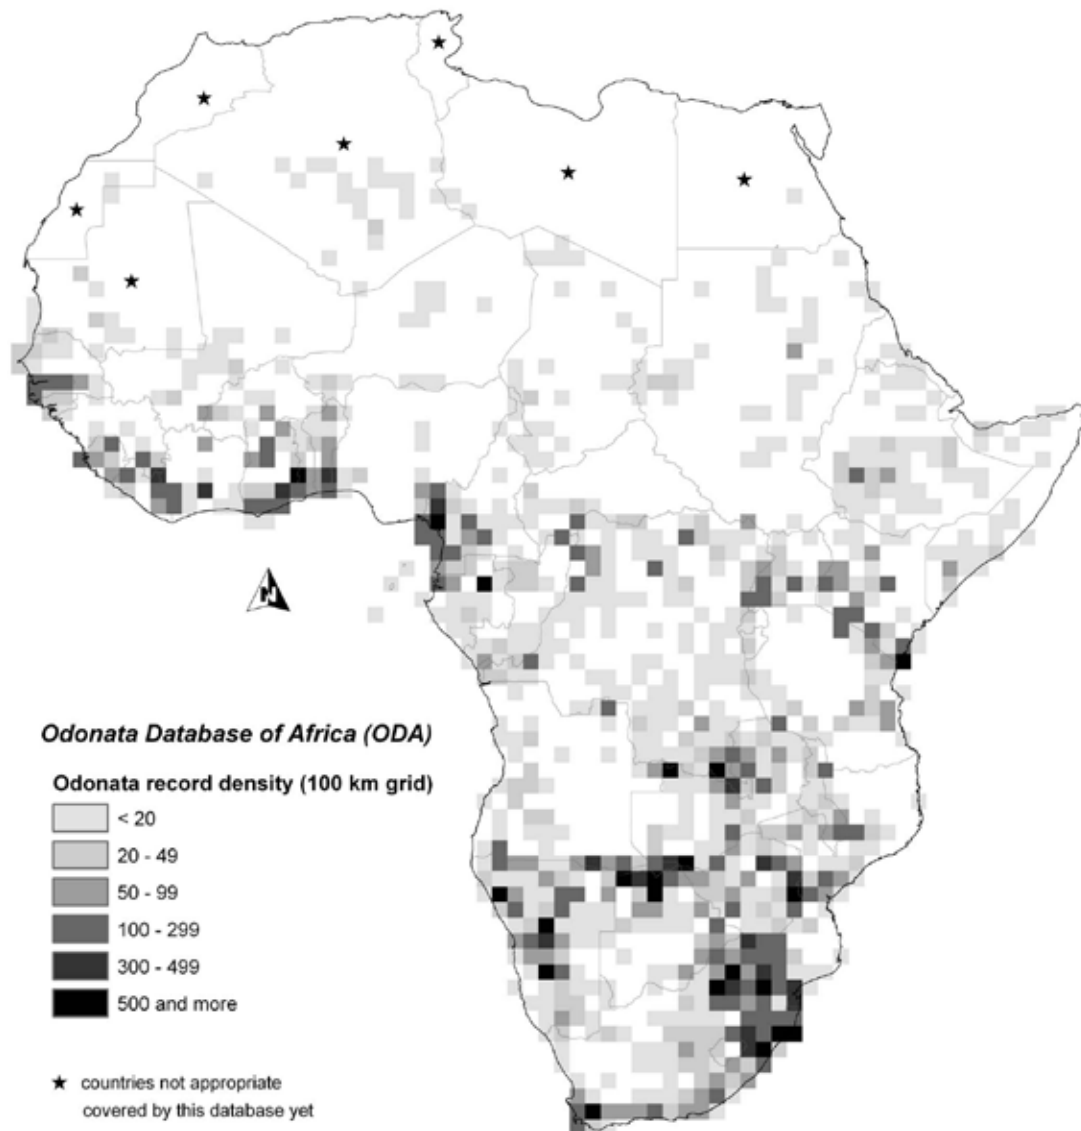 N
Odonata Database of Africa (ODA)
Odonata record density (100 km grid)
< 20
20 - 49
50 - 99
100 - 299
300 - 499
500 and more
★ countries not appropriate
covered by this database yet